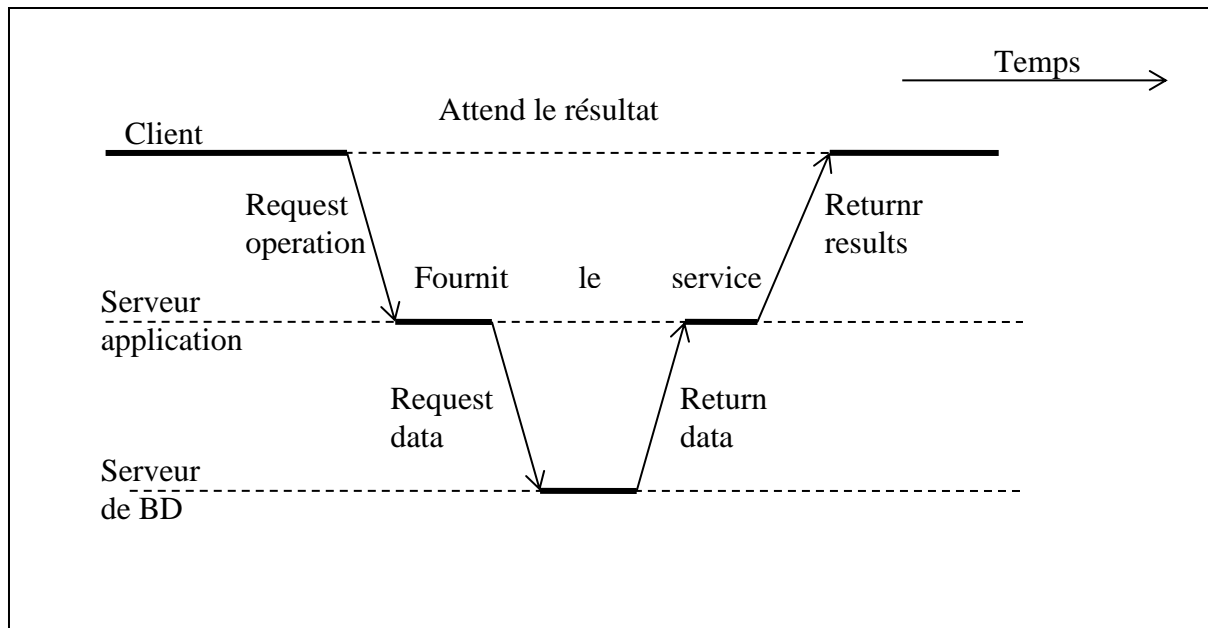 Temps
Attend le résultat
Client
Request
operation
Returnr
results
Fournit le service
Serveur
application
Request
data
Return
data
Serveur
de BD